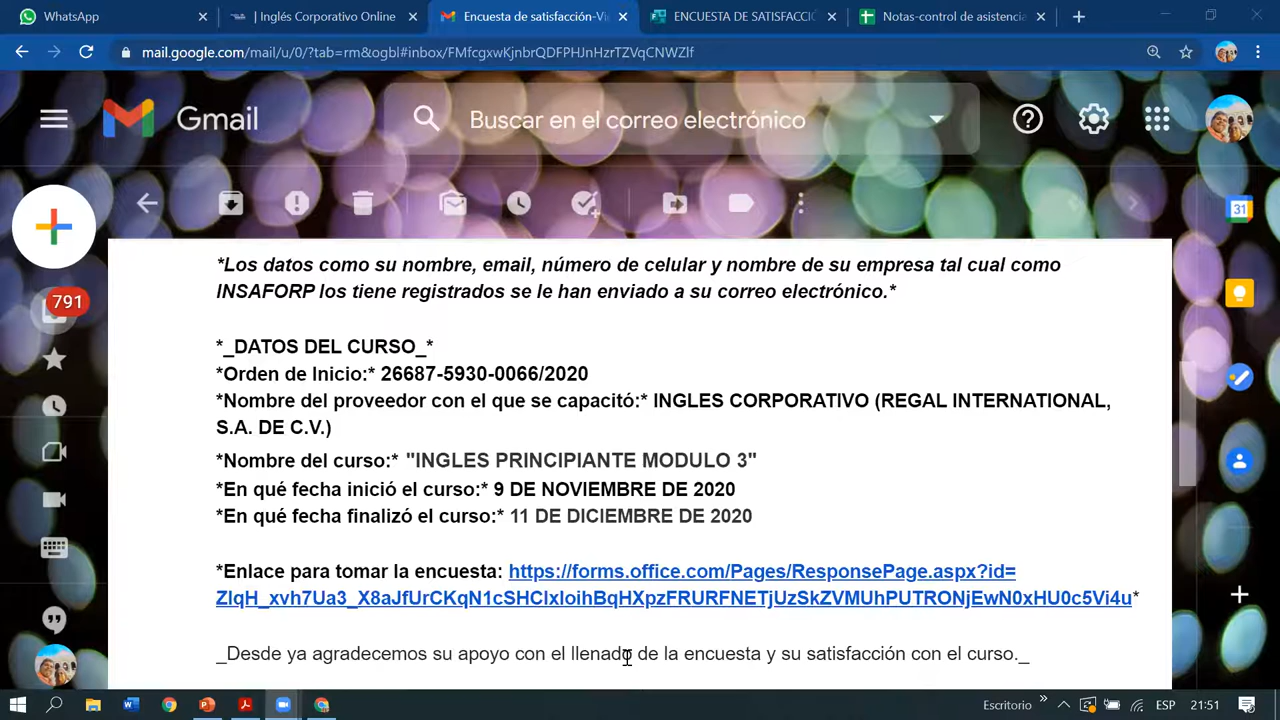 WhatsApp
| Inglés Corporativo Online
Encuesta de satisfacción-Vi
ENCUESTA DE SATISFACCIÓ
Notas-control de asistencia
mail.google.com/mail/u/0/?tab=rm&ogbl#inbox/FMfcgxwKjnbrQDFPHJnHzrTZVqCNWZlf
Gmail
Buscar en el correo electrónico
31
791
*Los datos como su nombre, email, número de celular y nombre de su empresa tal cual como
INSAFORP los tiene registrados se le han enviado a su correo electrónico.*
*_DATOS DEL CURSO_*
*Orden de Inicio:* 26687-5930-0066/2020
*Nombre del proveedor con el que se capacitó:* INGLES CORPORATIVO (REGAL INTERNATIONAL,
S.A. DE C.V.)
*Nombre del curso:* "INGLES PRINCIPIANTE MODULO 3"
*En qué fecha inició el curso:* 9 DE NOVIEMBRE DE 2020
*En qué fecha finalizó el curso:* 11 DE DICIEMBRE DE 2020
*Enlace para tomar la encuesta: https://forms.office.com/Pages/ResponsePage.aspx?id=
ZlqH_xvh7Ua3_X8aJfUrCKqN1cSHClxIoihBqHXpzFRURFNETjUzSkZVMUhPUTRONjEwN0xHU0c5Vi4u*
_Desde ya agradecemos su apoyo con el llenado de la encuesta y su satisfacción con el curso._
Escritorio
ESP
21:51